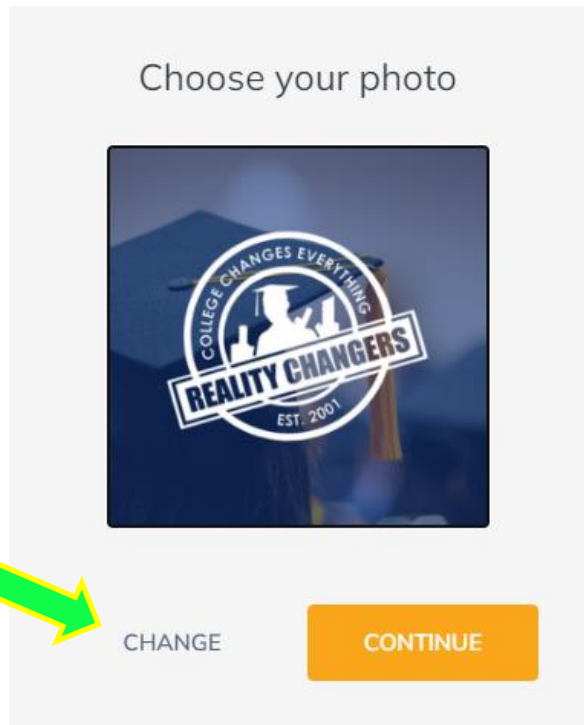 Choose your photo
COLLEGE CHANGES EVERYTHING
REALITY CHANGERS
EST. 2001
CHANGE
CONTINUE